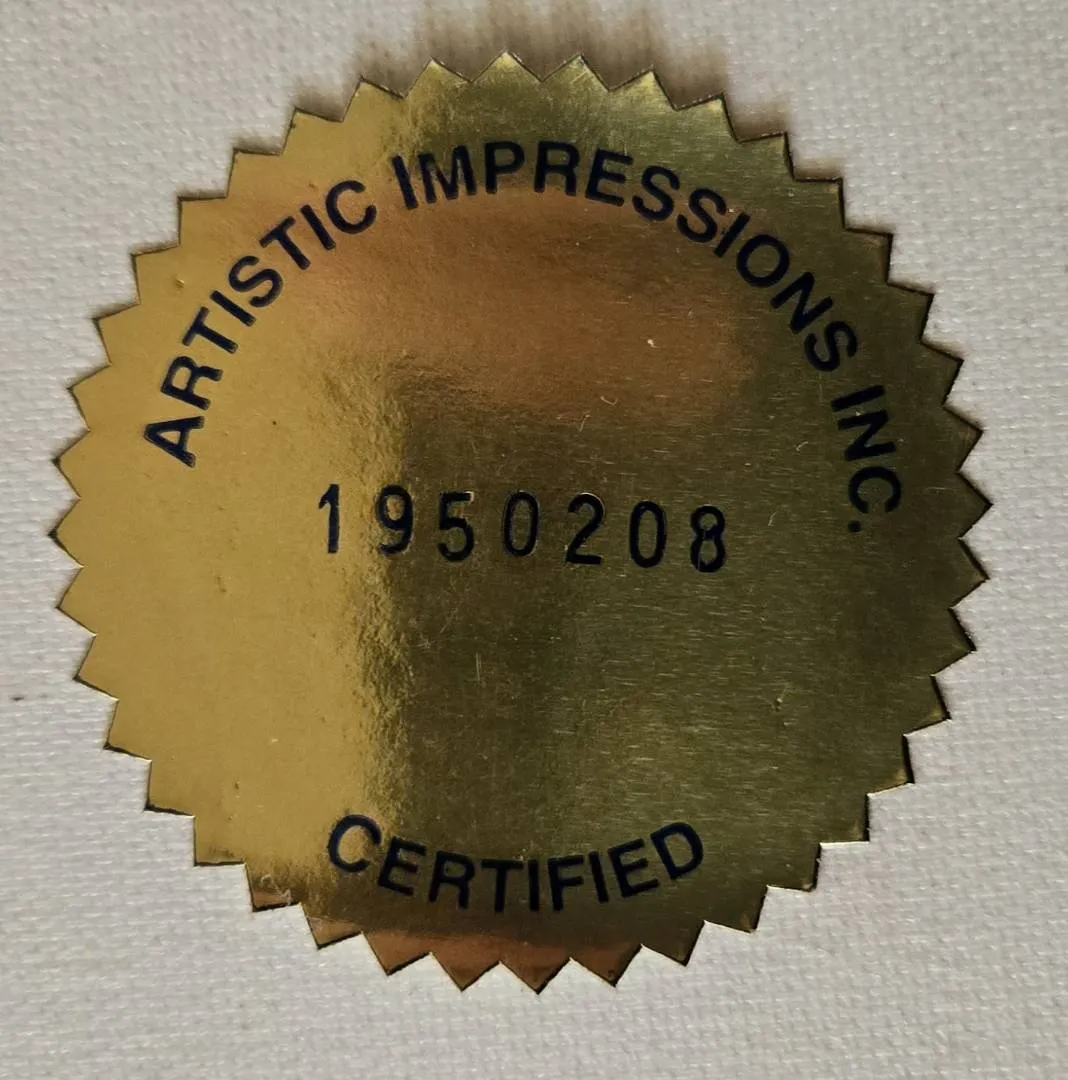 ARTISTIC IMPRESSIONS INC.
1950208
CERTIFIED